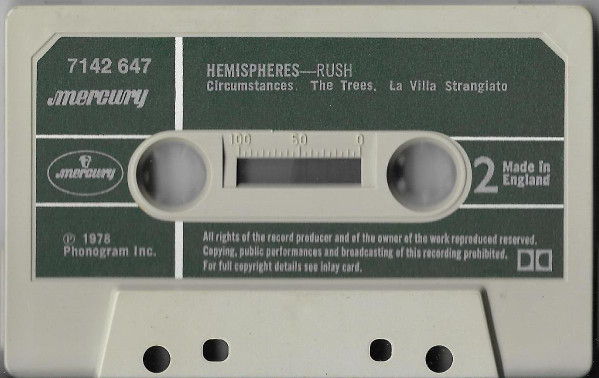 7142 647
mercury
HEMISPHERES—RUSH
Circumstances. The Trees. La Villa Strangiato
100 50 0
mercury
2
Made in
England
℗ 1978
Phonogram Inc.
All rights of the record producer and of the owner of the work reproduced reserved.
Copying, public performances and broadcasting of this recording prohibited.
For full copyright details see inlay card.